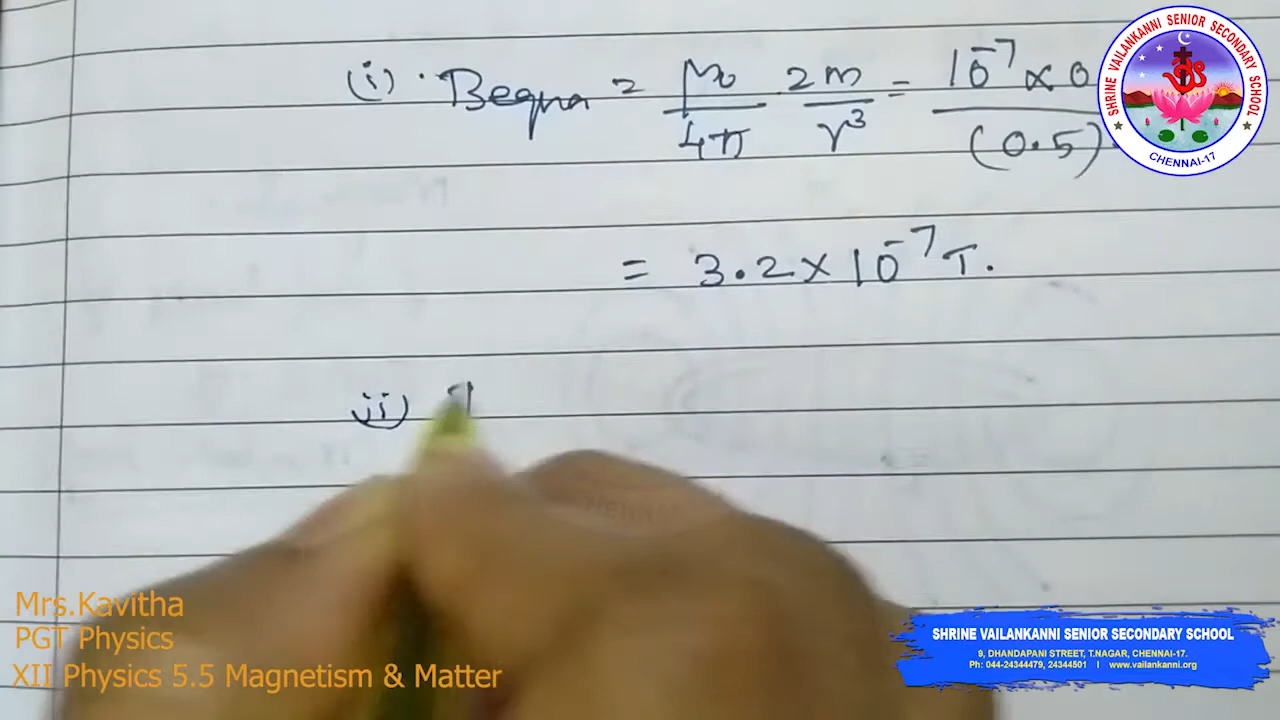 (i) · Bequa = μ0/4π 2m/r³ = 10⁻⁷ × 0
(0.5)
= 3.2 × 10⁻⁷ T.
ii)
SHRINE VAILANKANNI SENIOR SECONDARY SCHOOL
CHENNAI-17
Mrs.Kavitha
PGT Physics
XII Physics 5.5 Magnetism & Matter
SHRINE VAILANKANNI SENIOR SECONDARY SCHOOL
9, DHANDAPANI STREET, T.NAGAR, CHENNAI-17.
Ph: 044-24344479, 24344501 | www.vailankanni.org